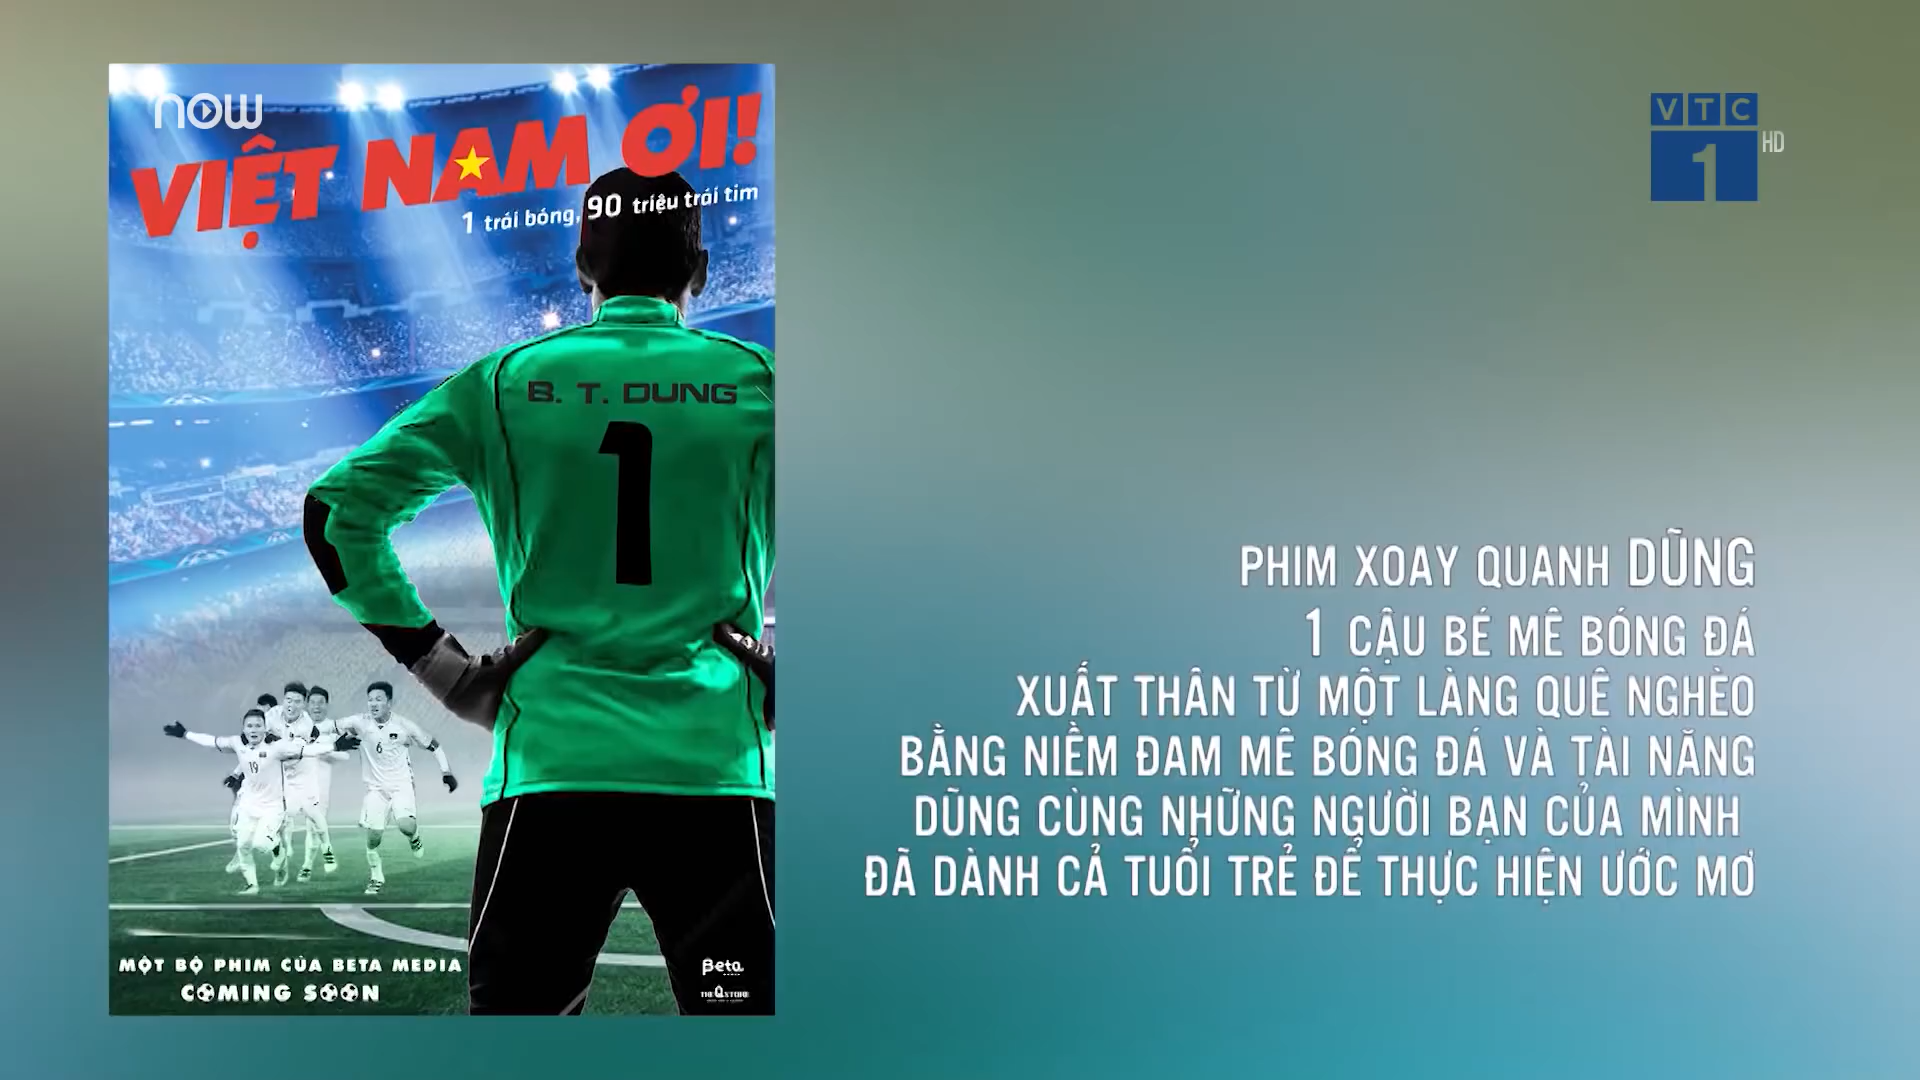 now
VIỆT NAM ƠI!
1 trái bóng, 90 triệu trái tim
B. T. DUNG
1
19
6
MỘT BỘ PHIM CỦA BETA MEDIA
COMING SOON
Beta
VTC
1
HD
PHIM XOAY QUANH DŨNG
1 CẬU BÉ MÊ BÓNG ĐÁ
XUẤT THÂN TỪ MỘT LÀNG QUÊ NGHÈO
BẰNG NIỀM ĐAM MÊ BÓNG ĐÁ VÀ TÀI NĂNG
DŨNG CÙNG NHỮNG NGƯỜI BẠN CỦA MÌNH
ĐÃ DÀNH CẢ TUỔI TRẺ ĐỂ THỰC HIỆN ƯỚC MƠ